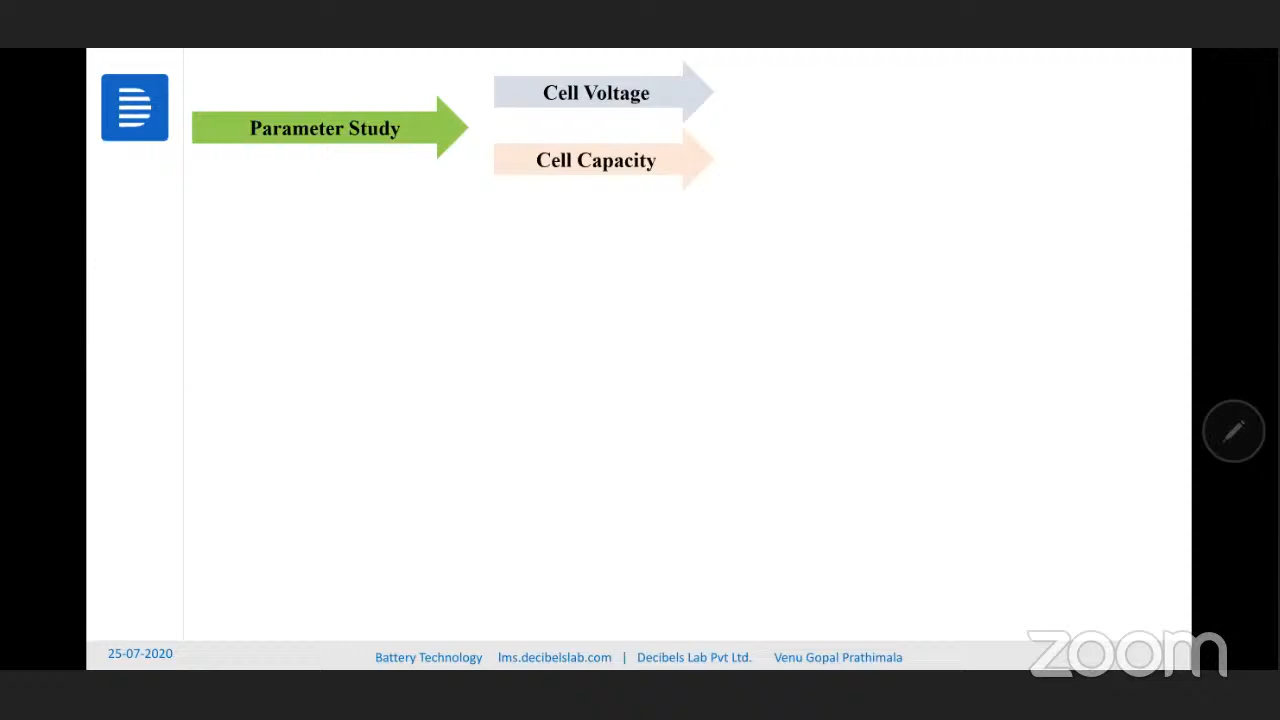 Cell Voltage
Parameter Study
Cell Capacity
25-07-2020
Battery Technology lms.decibelslab.com | Decibels Lab Pvt Ltd. Venu Gopal Prathimala
zoom